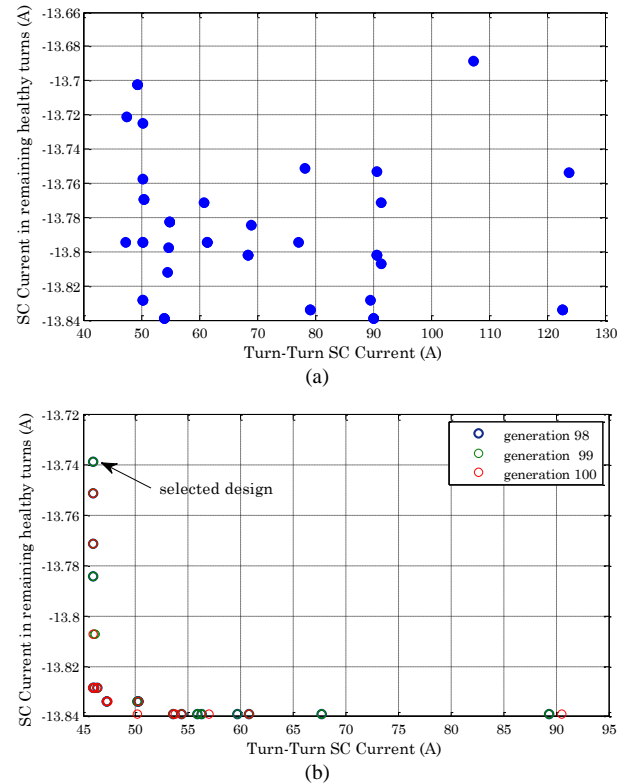 (a)
-13.66
-13.68
-13.7
-13.72
-13.74
-13.76
-13.78
-13.8
-13.82
-13.84
SC Current in remaining healthy turns (A)
40 50 60 70 80 90 100 110 120 130
Turn-Turn SC Current (A)
(a)
-13.72
-13.74
-13.76
-13.78
-13.8
-13.82
-13.84
SC Current in remaining healthy turns (A)
generation 98
generation 99
generation 100
selected design
45 50 55 60 65 70 75 80 85 90 95
Turn-Turn SC Current (A)
(b)